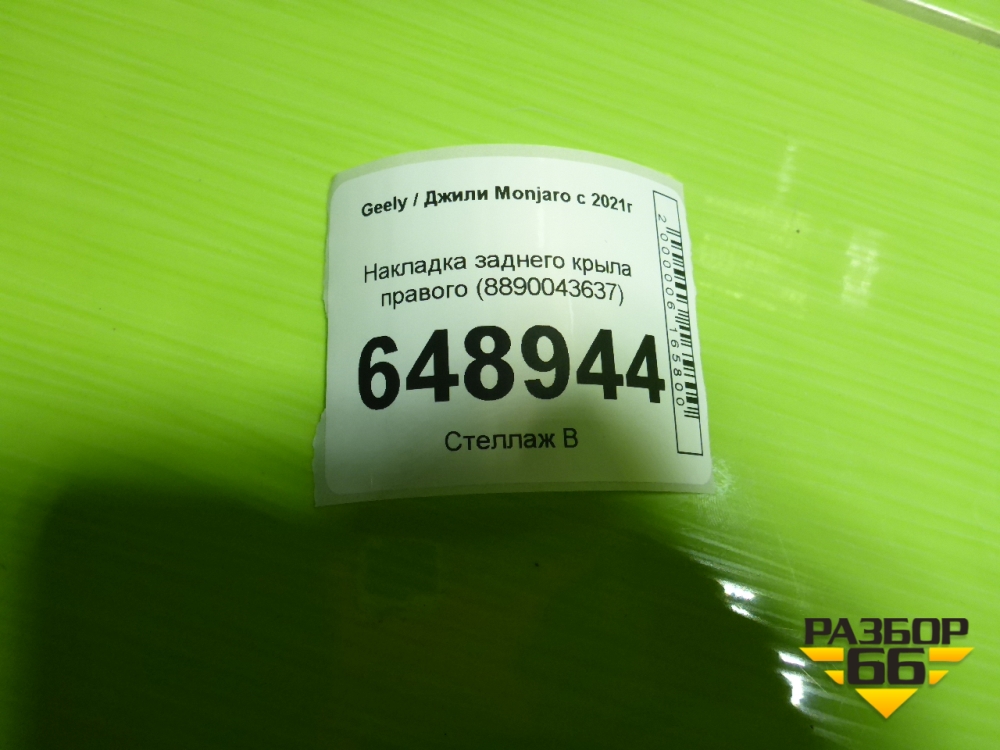 Geely / Джили Monjaro с 2021г
Накладка заднего крыла
правого (8890043637)
648944
Стеллаж В
2000006165800
РАЗБОР
66